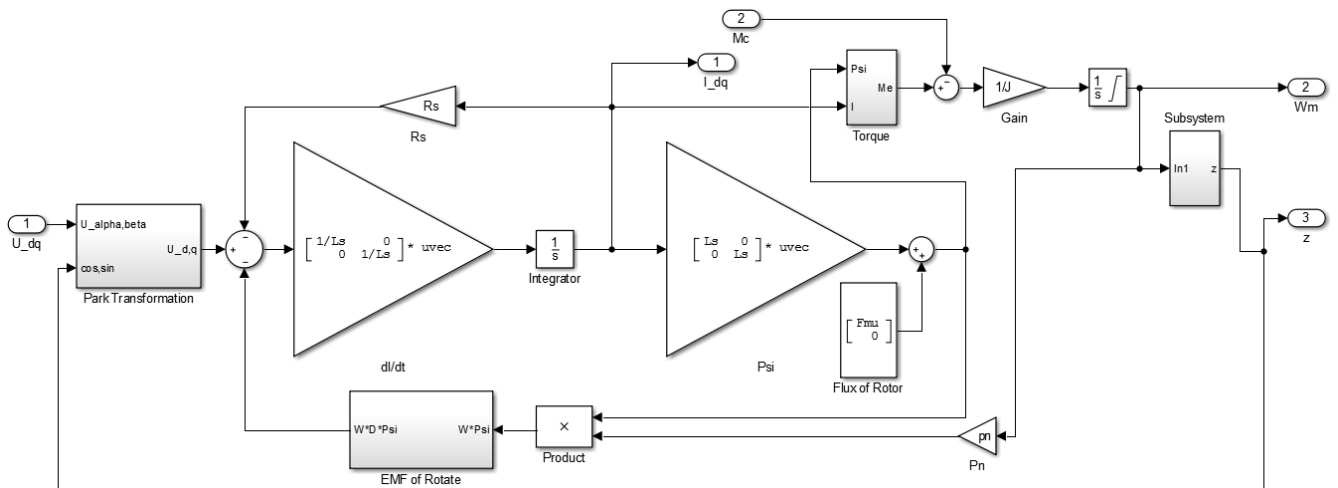 2
Mc
1
I_dq
Psi
Me
I
Torque
1/J
Gain
1
s
2
Wm
Rs
Rs
Subsystem
In1 z
3
z
1
U_dq
U_alpha,beta
U_d,q
cos,sin
Park Transformation
1/Ls 0
0 1/Ls
* uvec
dI/dt
1
s
Integrator
Ls 0
0 Ls
* uvec
Psi
Fmu
0
Flux of Rotor
W*D*Psi W*Psi
EMF of Rotate
×
Product
pn
Pn